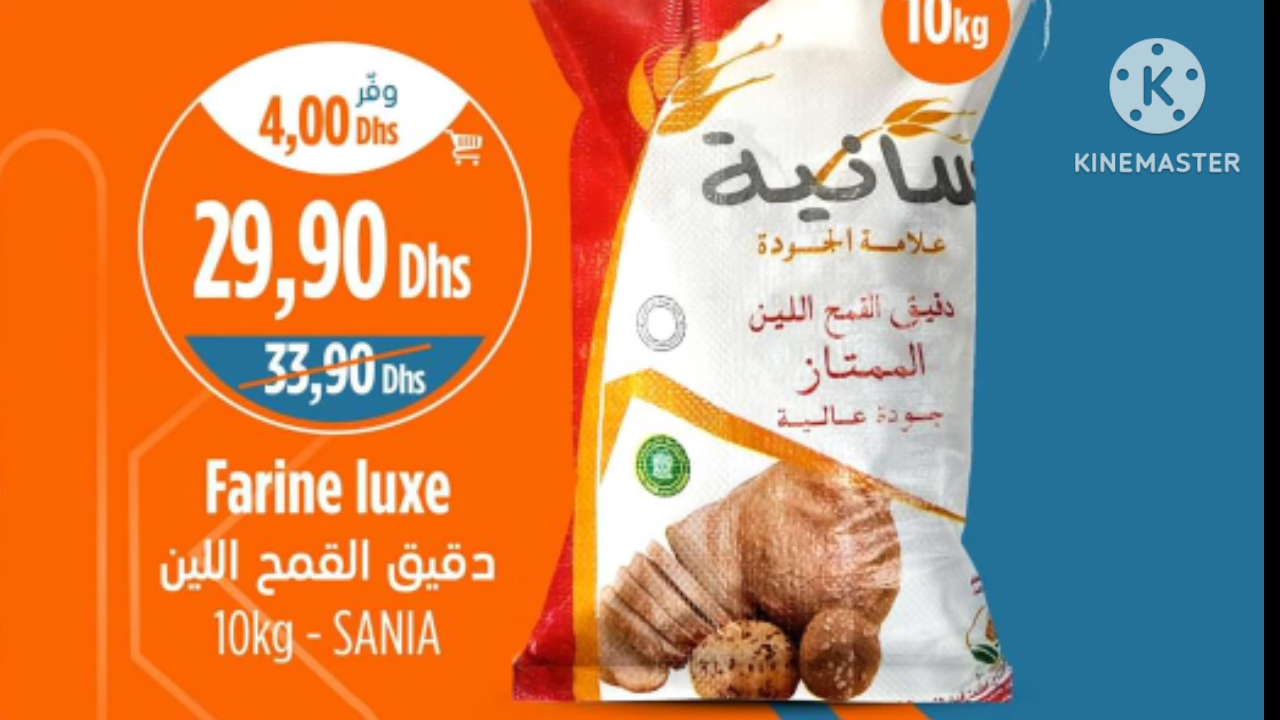 وفّر
4,00 Dhs
29,90 Dhs
33,90 Dhs
Farine luxe
دقيق القمح اللين
10kg - SANIA
10kg
سانية
علامة الجودة
دقيق القمح اللين
الممتاز
جودة عالية
KINEMASTER